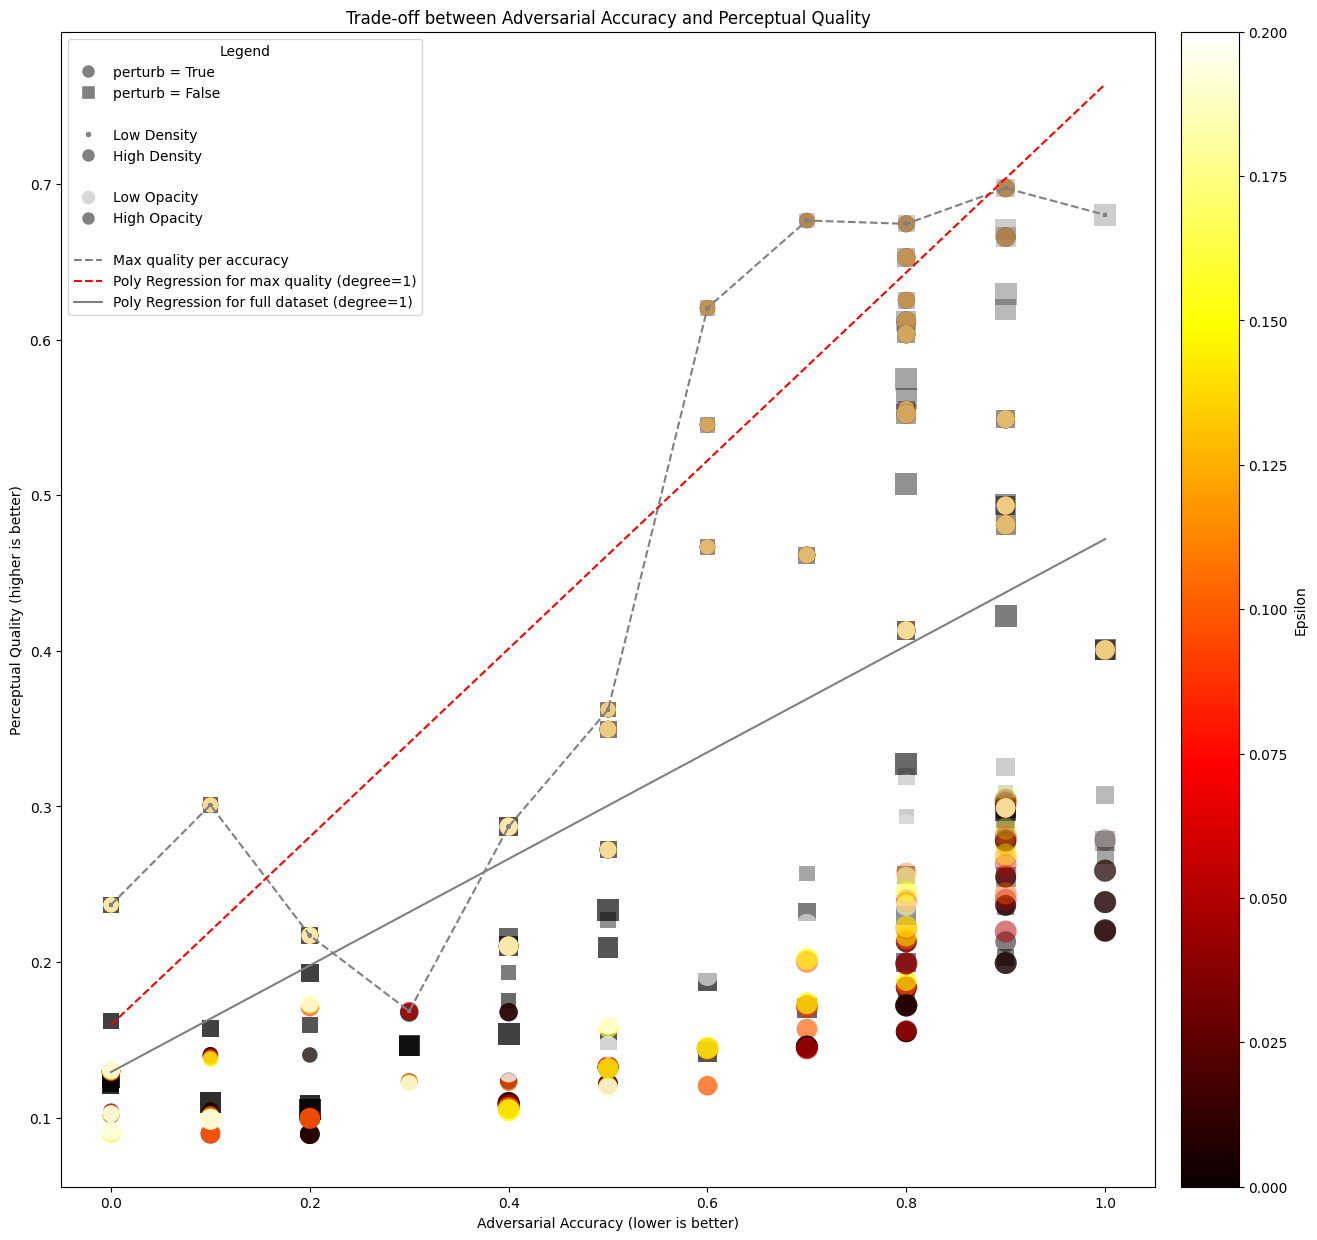 Trade-off between Adversarial Accuracy and Perceptual Quality
Legend
perturb = True
perturb = False
Low Density
High Density
Low Opacity
High Opacity
Max quality per accuracy
Poly Regression for max quality (degree=1)
Poly Regression for full dataset (degree=1)
Perceptual Quality (higher is better)
0.7
0.6
0.5
0.4
0.3
0.2
0.1
0.0
0.2
0.4
0.6
0.8
1.0
Adversarial Accuracy (lower is better)
0.200
0.175
0.150
0.125
0.100
0.075
0.050
0.025
0.000
Epsilon